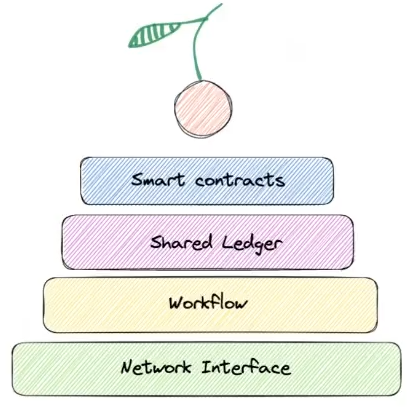 Smart contracts
Shared Ledger
Workflow
Network Interface